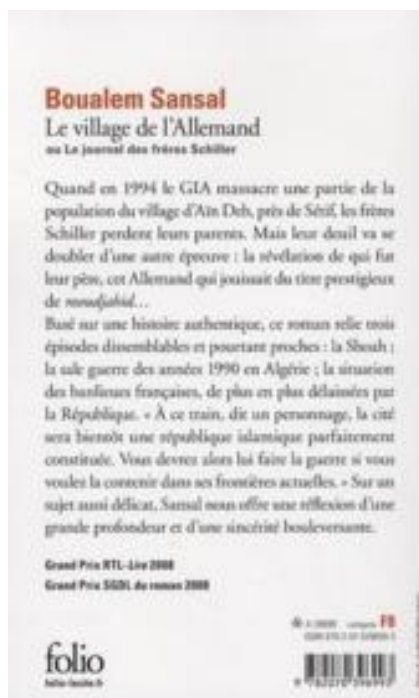 Boualem Sansal
Le village de l'Allemand
ou Le journal des frères Schiller
Quand en 1994 le GIA massacre une partie de la
population du village d'Aïn Deb, près de Sétif, les frères
Schiller perdent leurs parents. Mais leur deuil va se
doubler d'une autre épreuve : la révélation de qui fut
leur père, cet Allemand qui jouissait du titre prestigieux
de moudjahid...
Basé sur une histoire authentique, ce roman relie trois
épisodes dissemblables et pourtant proches : la Shoah ;
la sale guerre des années 1990 en Algérie ; la situation
des banlieues françaises, de plus en plus délaissées par
la République. « À ce train, dit un personnage, la cité
sera bientôt une république islamique parfaitement
constituée. Vous devrez alors lui faire la guerre si vous
voulez la contenir dans ses frontières actuelles. » Sur un
sujet aussi délicat, Sansal nous offre une réflexion d'une
grande profondeur et d'une sincérité bouleversante.
Grand Prix RTL-Lire 2008
Grand Prix SGDL du roman 2008
catégorie F8
folio
folio-lesite.fr